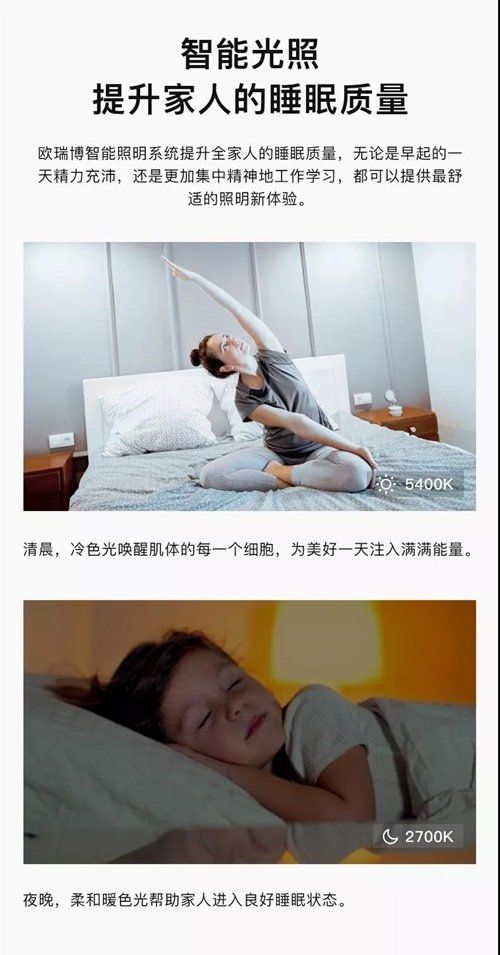 智能光照
提升家人的睡眠质量
欧瑞博智能照明系统提升全家人的睡眠质量，无论是早起的一
天精力充沛，还是更加集中精神地工作学习，都可以提供最舒
适的照明新体验。
5400K
清晨，冷色光唤醒肌体的每一个细胞，为美好一天注入满满能量。
2700K
夜晚，柔和暖色光帮助家人进入良好睡眠状态。